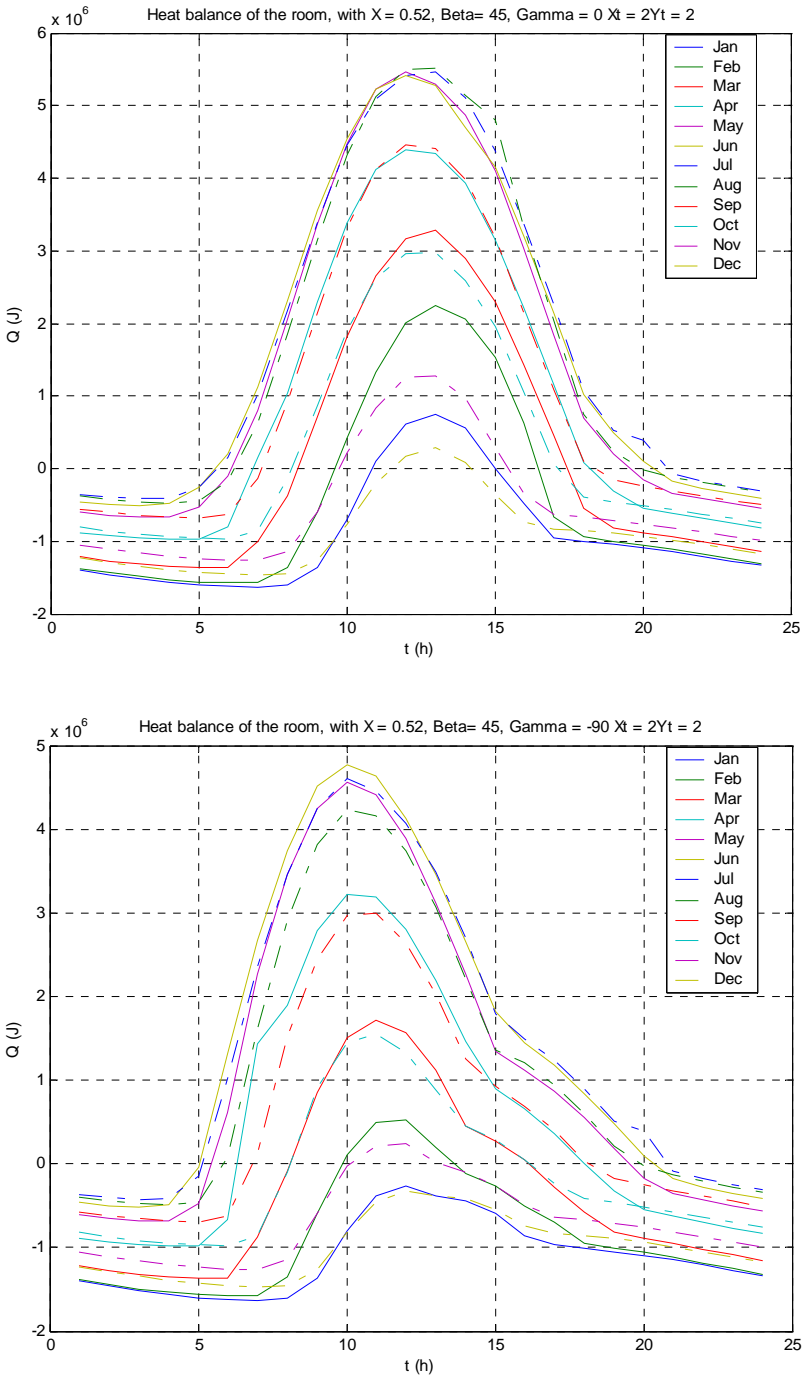 Heat balance of the room, with X = 0.52, Beta= 45, Gamma = 0 Xt = 2Yt = 2
x 10^6
6
5
4
3
2
1
0
-1
-2
Q (J)
0 5 10 15 20 25
t (h)
Jan
Feb
Mar
Apr
May
Jun
Jul
Aug
Sep
Oct
Nov
Dec
Heat balance of the room, with X = 0.52, Beta= 45, Gamma = -90 Xt = 2Yt = 2
x 10^6
5
4
3
2
1
0
-1
-2
Q (J)
0 5 10 15 20 25
t (h)
Jan
Feb
Mar
Apr
May
Jun
Jul
Aug
Sep
Oct
Nov
Dec